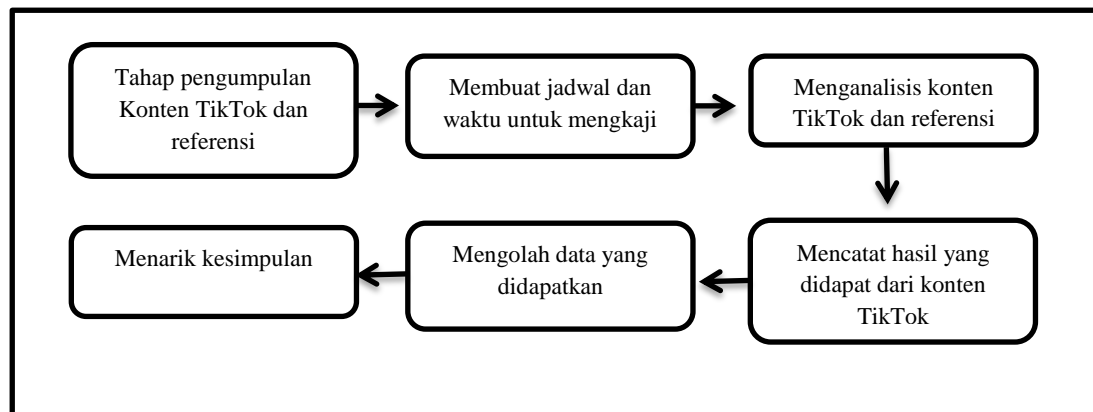 Tahap pengumpulan
Konten TikTok dan
referensi
Membuat jadwal dan
waktu untuk mengkaji
Menganalisis konten
TikTok dan referensi
Mencatat hasil yang
didapat dari konten
TikTok
Mengolah data yang
didapatkan
Menarik kesimpulan